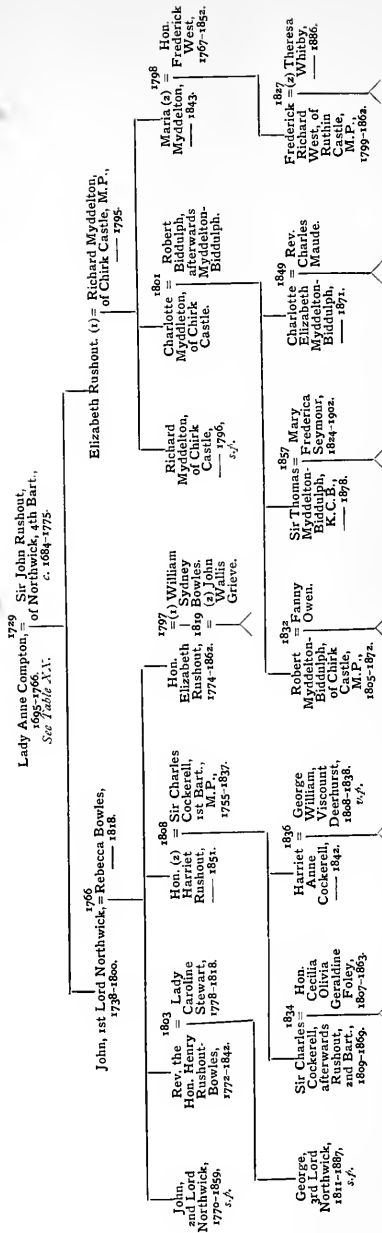 1729
Lady Anne Compton, = Sir John Rushout,
1695-1766. of Northwick, 4th Bart.,
See Table XX. c. 1684-1775.
1766
John, 1st Lord Northwick, = Rebecca Bowles,
1738-1800. — 1818.
Elizabeth Rushout. (1) = Richard Myddelton,
of Chirk Castle, M.P.,
— 1795.
John,
2nd Lord
Northwick,
1770-1859,
s.p.
1803
Rev. the = Lady
Hon. Henry Caroline
Rushout- Stewart,
Bowles, 1778-1818.
1772-1842.
1808
Hon. (2) = Sir Charles
Harriet Cockerell,
Rushout, 1st Bart.,
— 1851. M.P.,
1755-1837.
1797
Hon. = (1) William
Elizabeth Sydney
Rushout, Bowles.
1774-1862. 1819
= (2) John
Wallis
Grieve.
Richard
Myddelton,
of Chirk
Castle,
— 1796,
s.p.
1801
Charlotte = Robert
Myddleton, Biddulph,
of Chirk afterwards
Castle. Myddelton-
Biddulph.
1798
Maria (2) = Hon.
Myddelton, Frederick
— 1843. West,
1767-1852.
George,
3rd Lord
Northwick,
1811-1887,
s.p.
1834
Sir Charles = Hon.
Cockerell, Cecilia
afterwards Olivia
Rushout, Geraldine
2nd Bart., Foley,
1809-1869. 1807-1883.
1836
Harriet = George
Anne William,
Cockerell, Viscount
— 1842. Deerhurst,
1808-1838.
v.p.
1832
Robert = Fanny
Myddelton- Owen.
Biddulph,
of Chirk
Castle,
M.P.,
1805-1872.
1857
Sir Thomas = Mary
Myddelton- Frederica
Biddulph, Seymour,
K.C.B., 1824-1902.
— 1878.
1849
Charlotte = Rev.
Elizabeth Charles
Myddelton- Maude.
Biddulph,
— 1871.
1827
Frederick = (2) Theresa
Richard Whitby,
West, of — 1886.
Ruthin
Castle,
M.P.,
1799-1862.